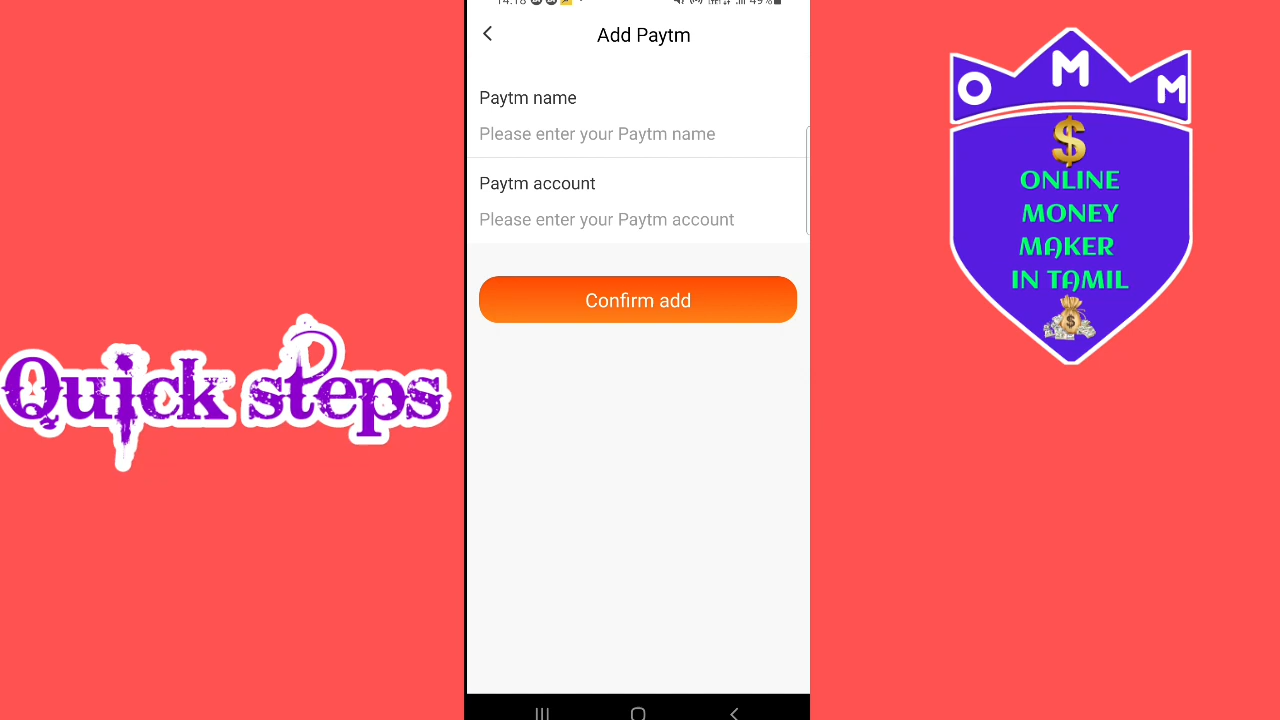 Add Paytm
Paytm name
Please enter your Paytm name
Paytm account
Please enter your Paytm account
Confirm add
Quick steps
OMM
$
ONLINE
MONEY
MAKER
IN TAMIL
$